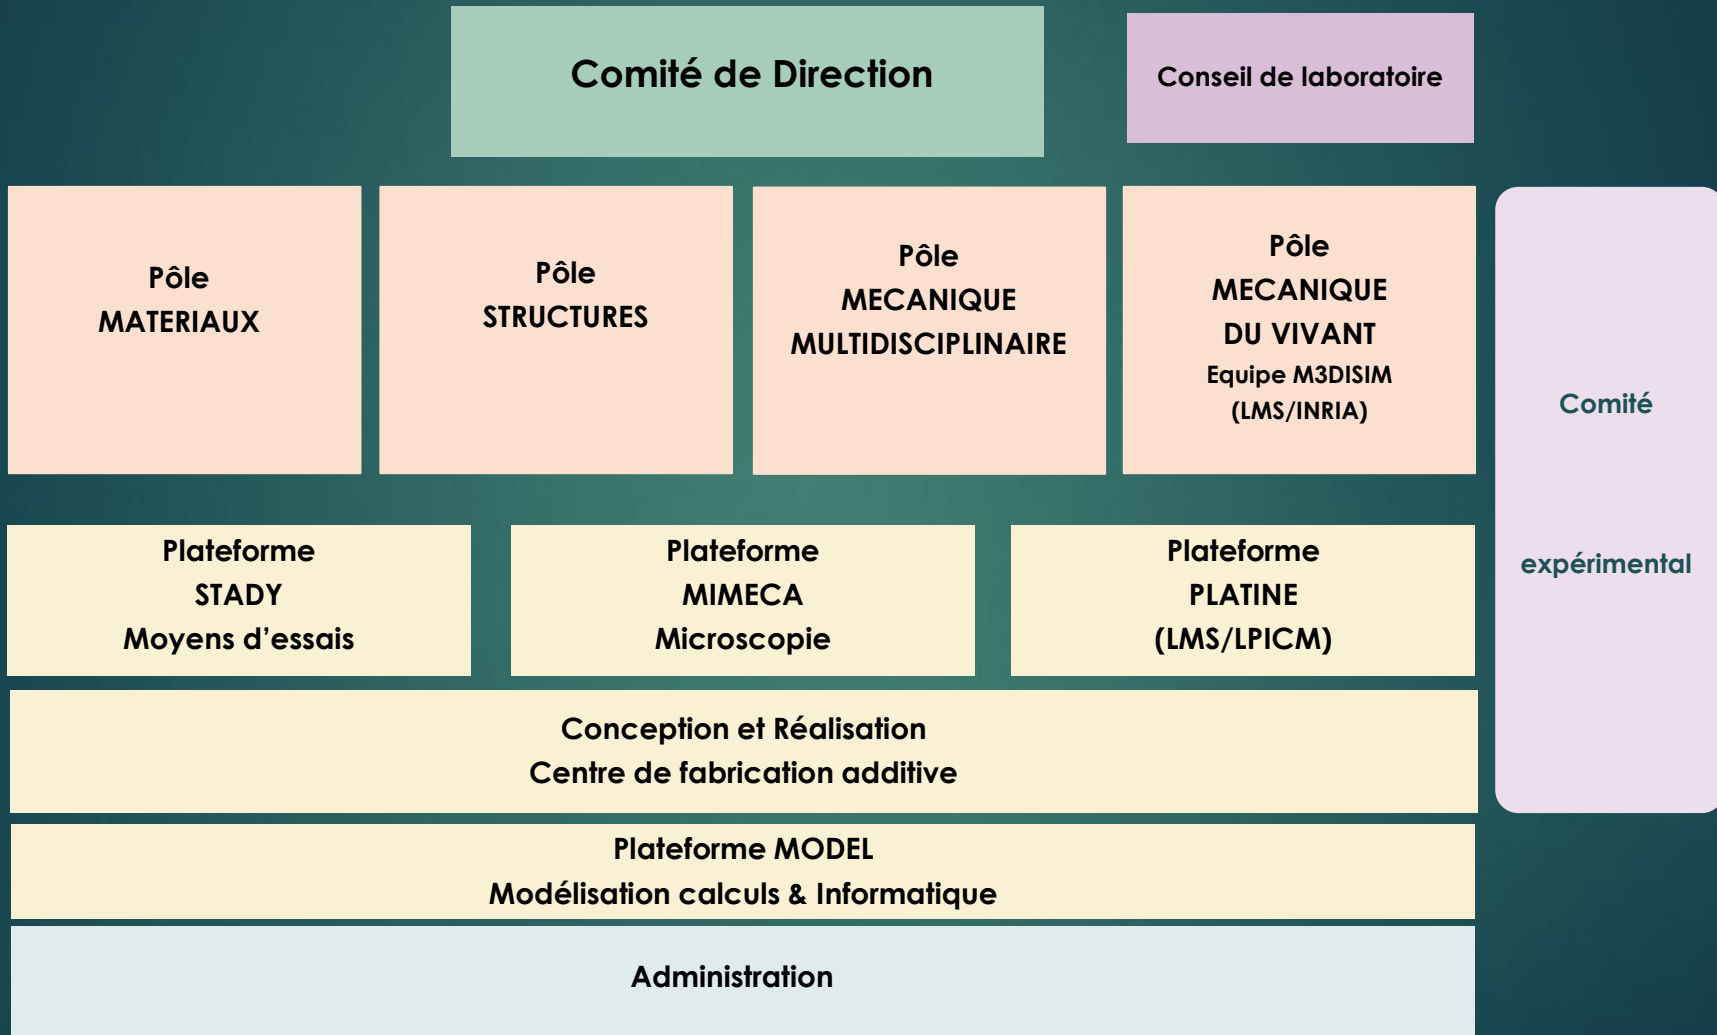 Comité de Direction
Conseil de laboratoire
Pôle
MATERIAUX
Pôle
STRUCTURES
Pôle
MECANIQUE
MULTIDISCIPLINAIRE
Pôle
MECANIQUE
DU VIVANT
Equipe M3DISIM
(LMS/INRIA)
Comité
expérimental
Plateforme
STADY
Moyens d’essais
Plateforme
MIMECA
Microscopie
Plateforme
PLATINE
(LMS/LPICM)
Conception et Réalisation
Centre de fabrication additive
Plateforme MODEL
Modélisation calculs & Informatique
Administration